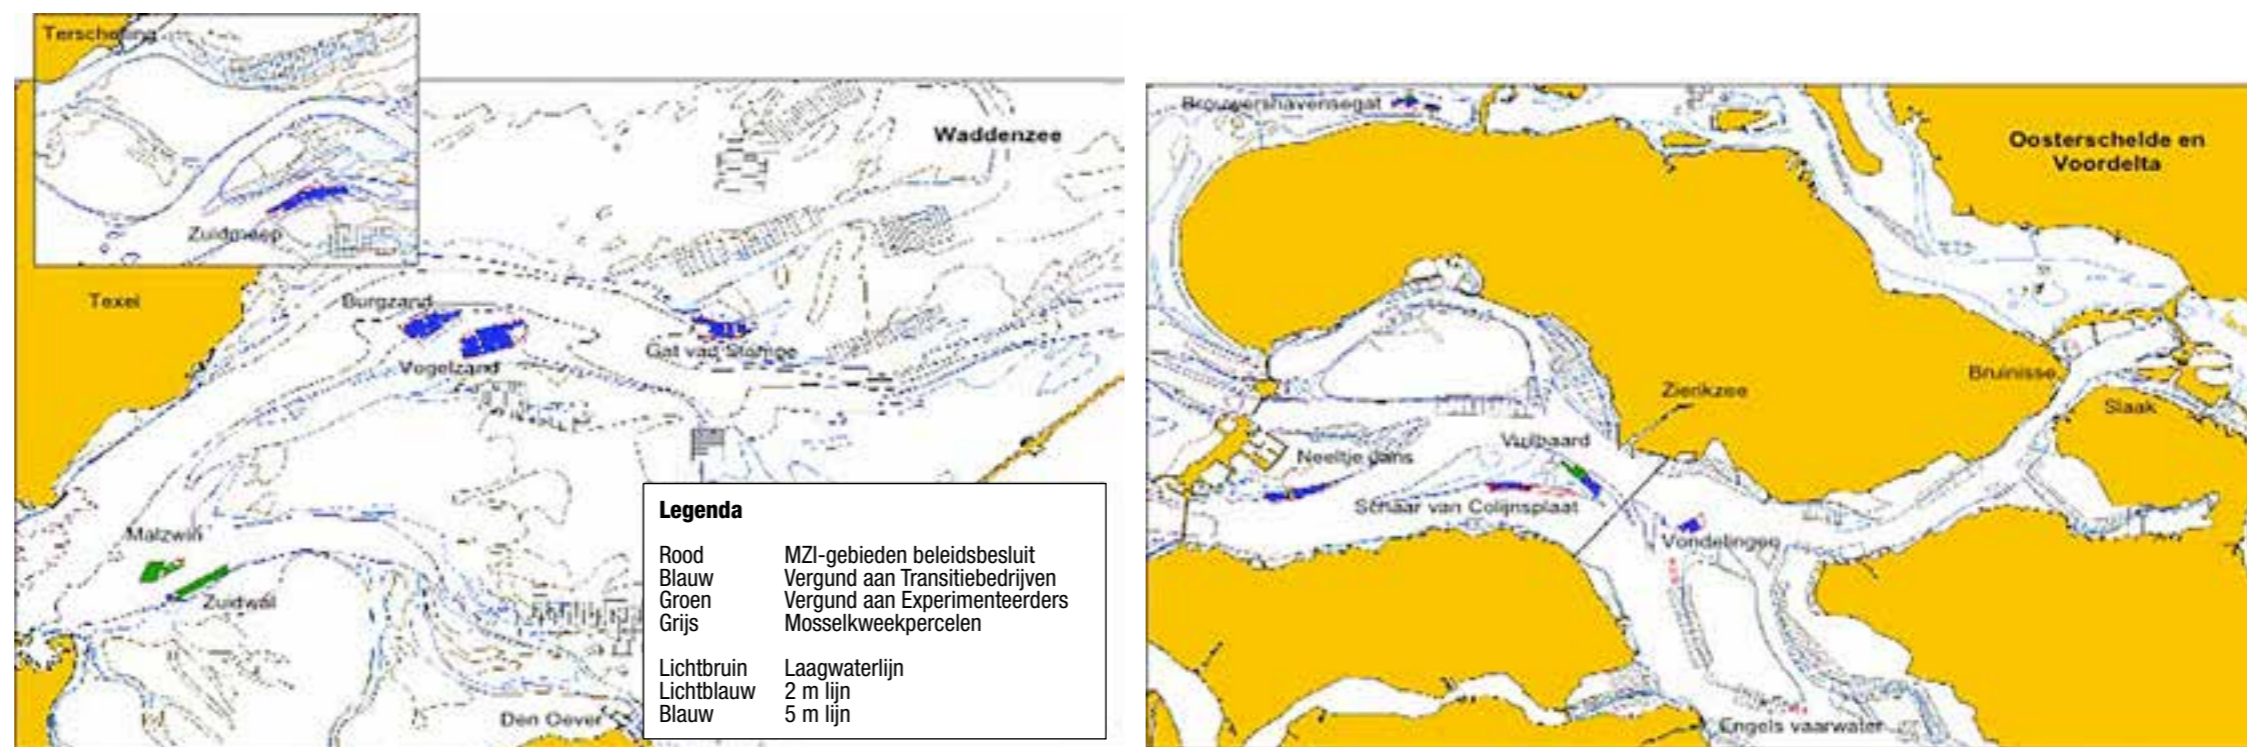 Terschelling
Waddenzee
Zuidmeep
Texel
Burgzand
Vogelzand
Gat van Stompe
Malzwin
Zuidwal
Den Oever
Legenda
Rood MZI-gebieden beleidsbesluit
Blauw Vergund aan Transitiebedrijven
Groen Vergund aan Experimenteerders
Grijs Mosselkweekpercelen
Lichtbruin Laagwaterlijn
Lichtblauw 2 m lijn
Blauw 5 m lijn
Brouwershavensegat
Oosterschelde en
Voordelta
Bruinisse
Zierikzee
Slaak
Vuilbaard
Neeltje Jans
Schaar van Colijnsplaat
Vondelingen
Engels vaarwater